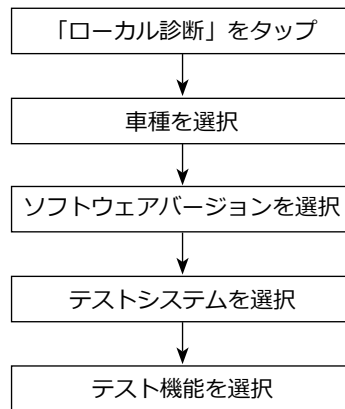 「ローカル診断」をタップ
車種を選択
ソフトウェアバージョンを選択
テストシステムを選択
テスト機能を選択